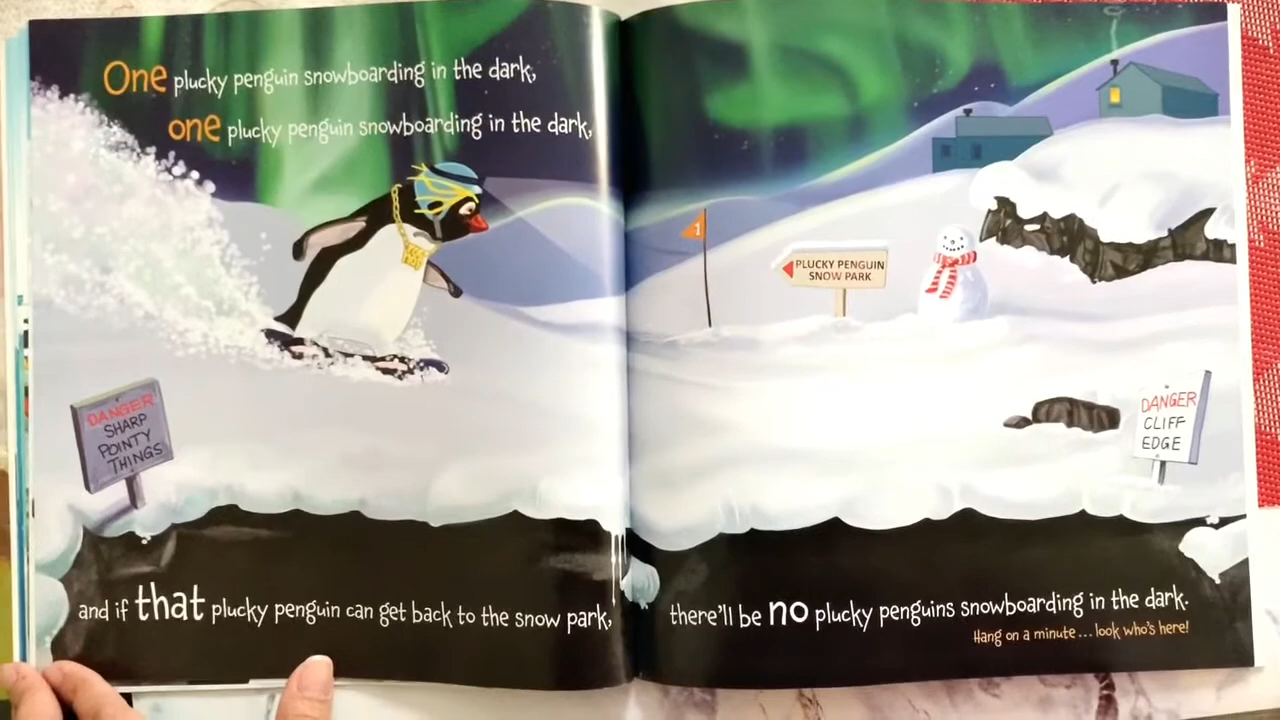 One plucky penguin snowboarding in the dark,
one plucky penguin snowboarding in the dark,
1
PLUCKY PENGUIN
SNOW PARK
DANGER
SHARP
POINTY
THINGS
DANGER
CLIFF
EDGE
and if that plucky penguin can get back to the snow park,
there'll be no plucky penguins snowboarding in the dark.
Hang on a minute... look who's here!